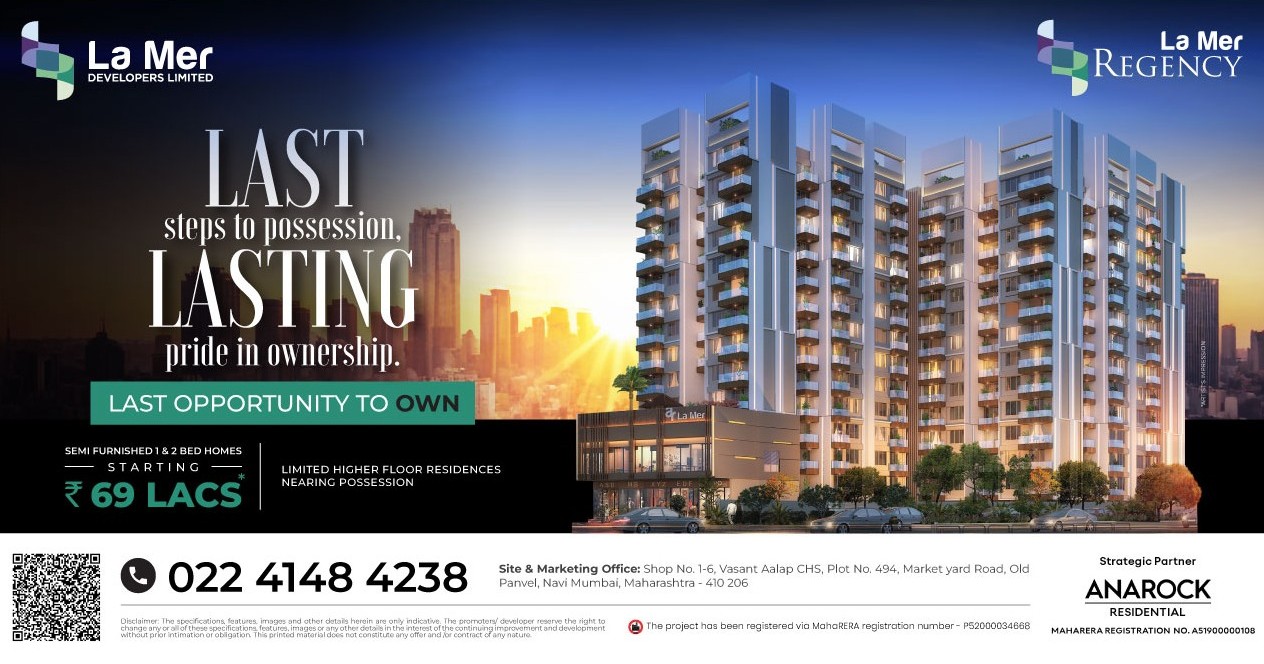 La Mer
DEVELOPERS LIMITED
La Mer
REGENCY
LAST
steps to possession,
LASTING
pride in ownership.
LAST OPPORTUNITY TO OWN
SEMI FURNISHED 1 & 2 BED HOMES
STARTING
₹ 69 LACS*
LIMITED HIGHER FLOOR RESIDENCES
NEARING POSSESSION
La Mer
*ARTIST'S IMPRESSION
022 4148 4238
Site & Marketing Office: Shop No. 1-6, Vasant Aalap CHS, Plot No. 494, Market yard Road, Old
Panvel, Navi Mumbai, Maharashtra - 410 206
Disclaimer: The specifications, features, images and other details herein are only indicative. The promoters/ developer reserve the right to
change any or all of these specifications, features, images or any other details in the interest of the continuing improvement and development
without prior intimation or obligation. This printed material does not constitute any offer and /or contract of any nature.
The project has been registered via MahaRERA registration number - P52000034668
Strategic Partner
ANAROCK
RESIDENTIAL
MAHARERA REGISTRATION NO. A51900000108